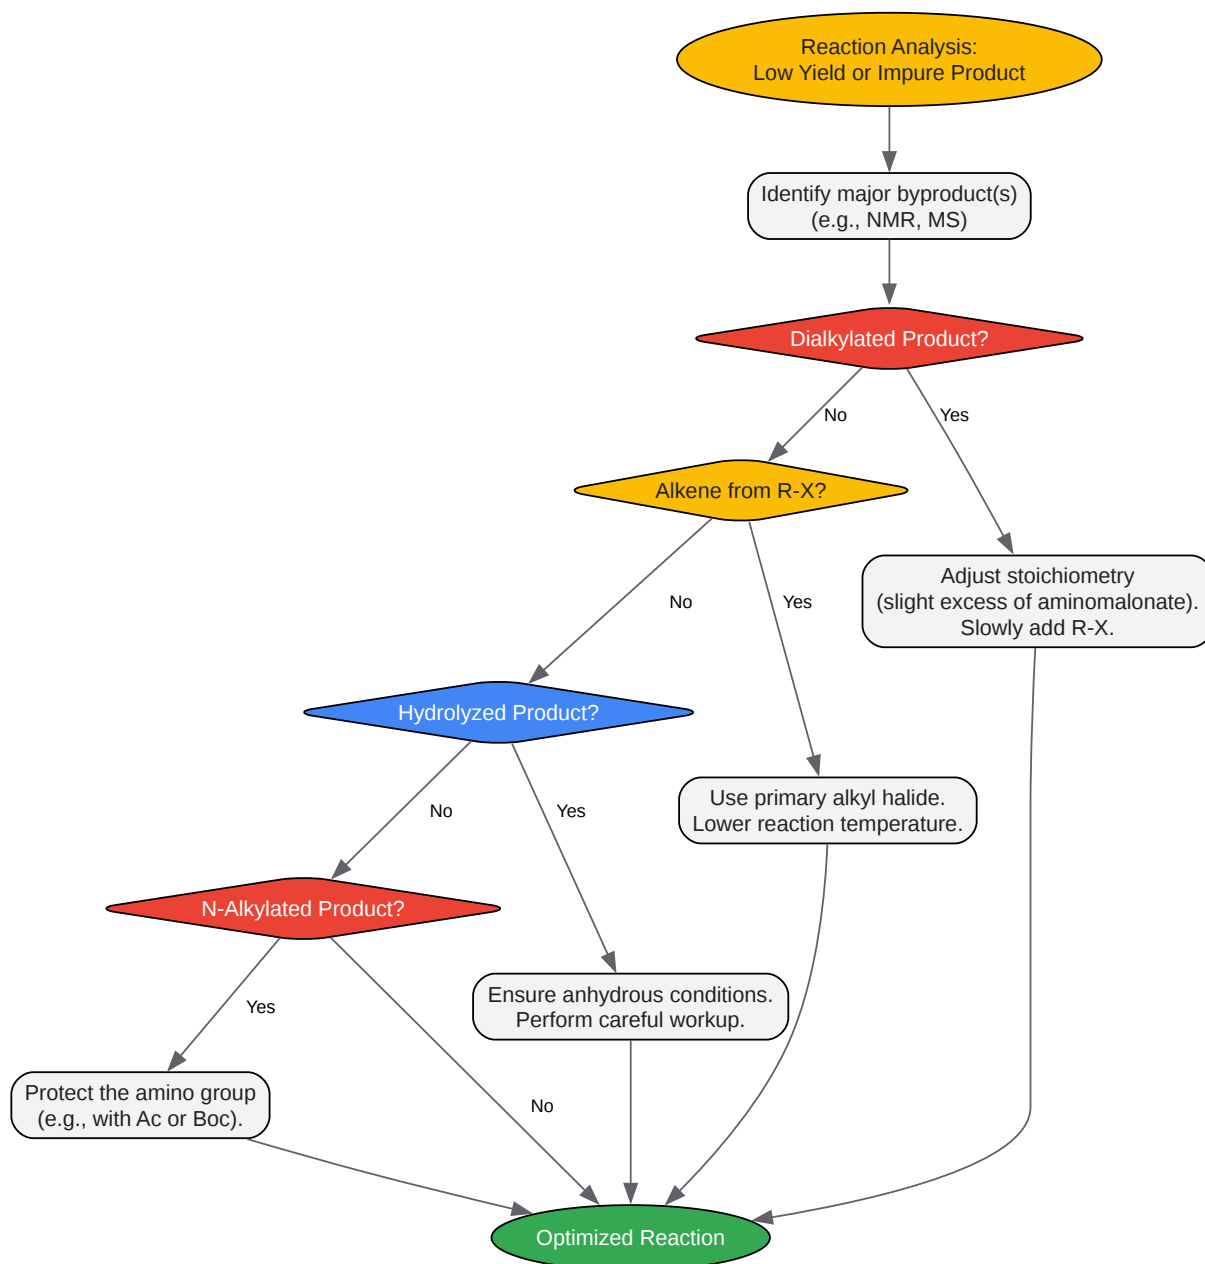 Reaction Analysis:
Low Yield or Impure Product
Identify major byproduct(s)
(e.g., NMR, MS)
Dialkylated Product?
No
Yes
Alkene from R-X?
Adjust stoichiometry
(slight excess of aminomalonate).
Slowly add R-X.
No
Yes
Hydrolyzed Product?
Use primary alkyl halide.
Lower reaction temperature.
No
Yes
N-Alkylated Product?
Ensure anhydrous conditions.
Perform careful workup.
Yes
No
Protect the amino group
(e.g., with Ac or Boc).
Optimized Reaction